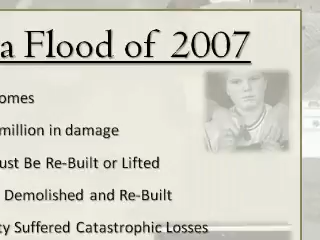 a Flood of 2007
omes
million in damage
ust Be Re-Built or Lifted
Demolished and Re-Built
ty Suffered Catastrophic Losses